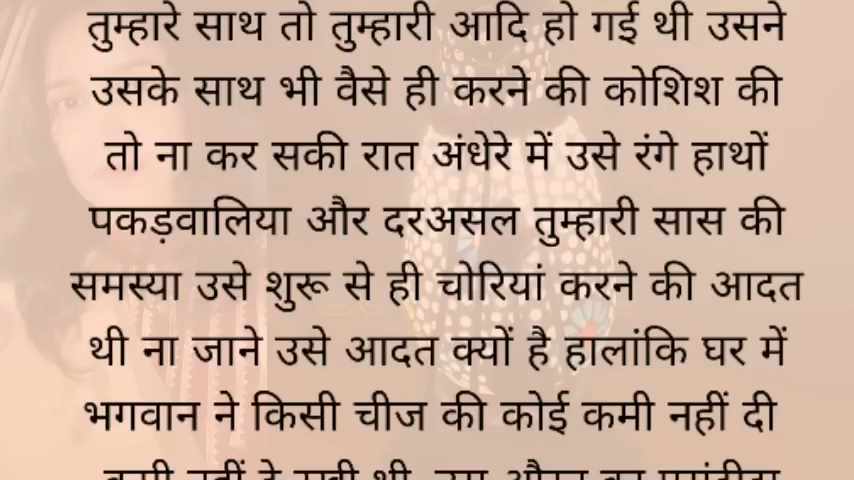 तुम्हारे साथ तो तुम्हारी आदि हो गई थी उसने
उसके साथ भी वैसे ही करने की कोशिश की
तो ना कर सकी रात अंधेरे में उसे रंगे हाथों
पकड़वालिया और दरअसल तुम्हारी सास की
समस्या उसे शुरू से ही चोरियां करने की आदत
थी ना जाने उसे आदत क्यों है हालांकि घर में
भगवान ने किसी चीज की कोई कमी नहीं दी